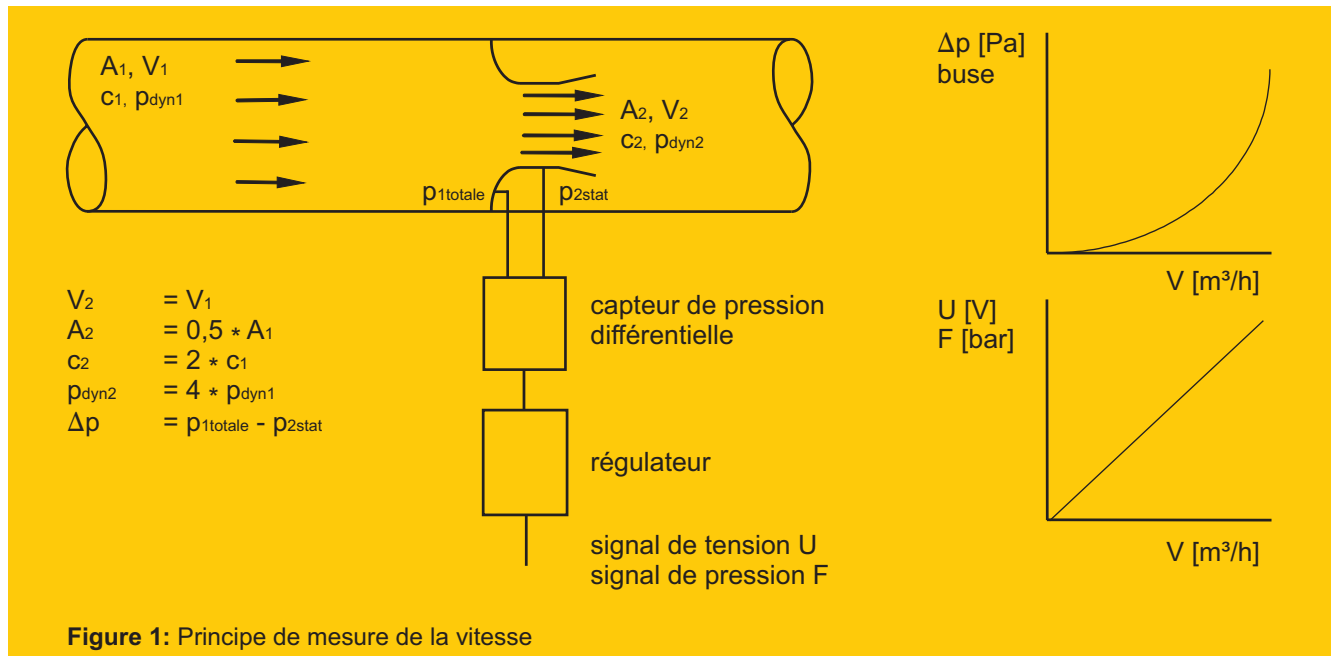 A1, V1
c1, pdyn1
A2, V2
c2, pdyn2
p1totale
p2stat
V2 = V1
A2 = 0,5 * A1
c2 = 2 * c1
pdyn2 = 4 * pdyn1
Δp = p1totale - p2stat
capteur de pression
différentielle
régulateur
signal de tension U
signal de pression F
Δp [Pa]
buse
V [m³/h]
U [V]
F [bar]
V [m³/h]
Figure 1: Principe de mesure de la vitesse